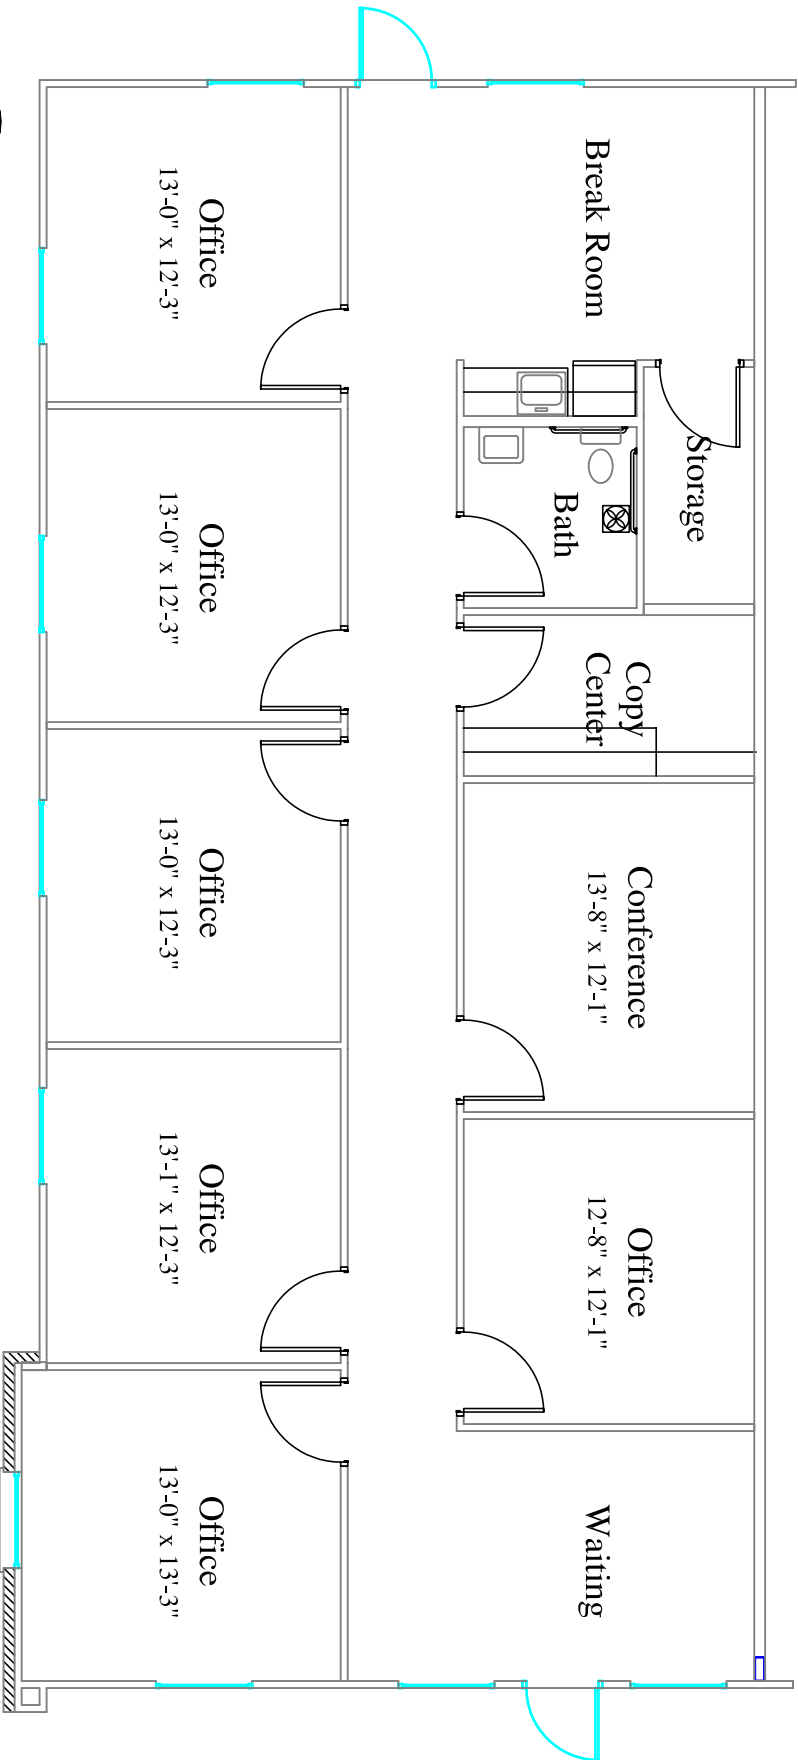 Break Room
Office
13'-0" x 12'-3"
Storage
Bath
Office
13'-0" x 12'-3"
Copy
Center
Office
13'-0" x 12'-3"
Conference
13'-8" x 12'-1"
Office
13'-1" x 12'-3"
Office
12'-8" x 12'-1"
Office
13'-0" x 13'-3"
Waiting